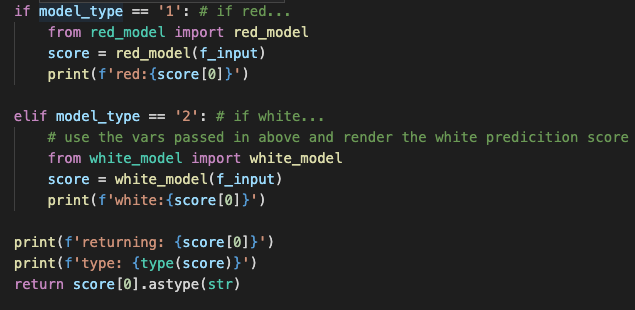 if model_type == '1': # if red...
from red_model import red_model
score = red_model(f_input)
print(f'red:{score[0]}')
elif model_type == '2': # if white...
# use the vars passed in above and render the white predicition score
from white_model import white_model
score = white_model(f_input)
print(f'white:{score[0]}')
print(f'returning: {score[0]}')
print(f'type: {type(score)}')
return score[0].astype(str)